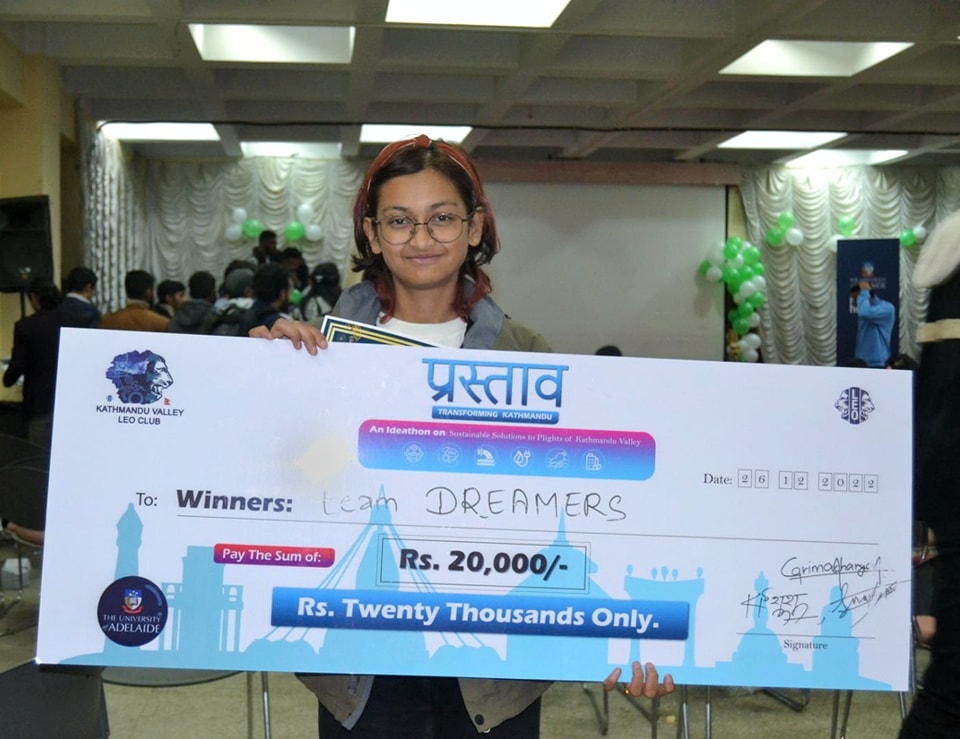 KATHMANDU VALLEY
LEO CLUB
प्रस्ताव
TRANSFORMING KATHMANDU
An Ideathon on Sustainable Solutions to Plights of Kathmandu Valley
LEO
Date: 26 12 2022
To: Winners: team DREAMERS
Pay The Sum of: Rs. 20,000/-
Rs. Twenty Thousands Only.
THE UNIVERSITY
of ADELAIDE
Signature